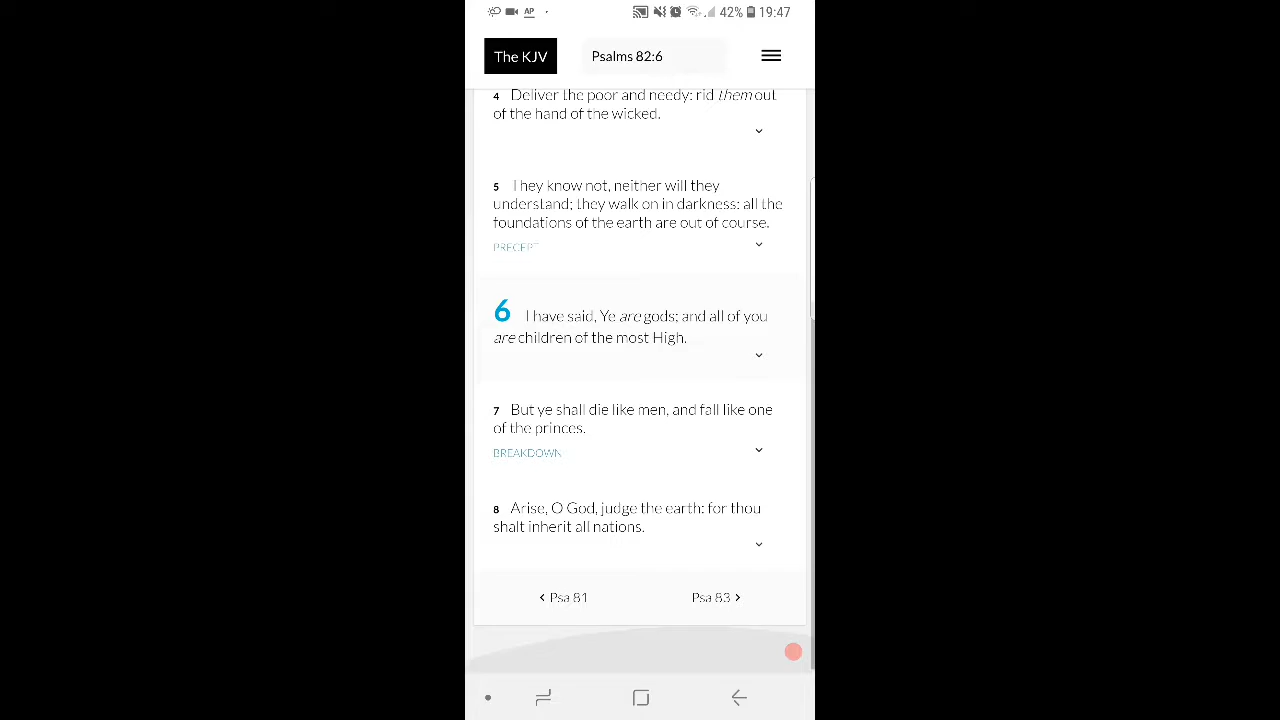 AP 42% 19:47
The KJV Psalms 82:6
4 Deliver the poor and needy: rid them out
of the hand of the wicked.
5 They know not, neither will they
understand; they walk on in darkness: all the
foundations of the earth are out of course.
PRECEPT
6 I have said, Ye are gods; and all of you
are children of the most High.
7 But ye shall die like men, and fall like one
of the princes.
BREAKDOWN
8 Arise, O God, judge the earth: for thou
shalt inherit all nations.
< Psa 81 Psa 83 >